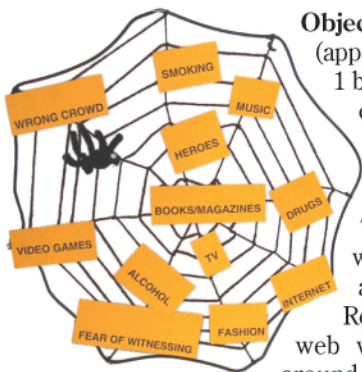 Objec
(app
1 b
SMOKING
WRONG CROWD
MUSIC
HEROES
BOOKS/MAGAZINES
DRUGS
VIDEO GAMES
TV
w
ALCOHOL
INTERNET
a
Re
FEAR OF WITNESSING
FASHION
web w